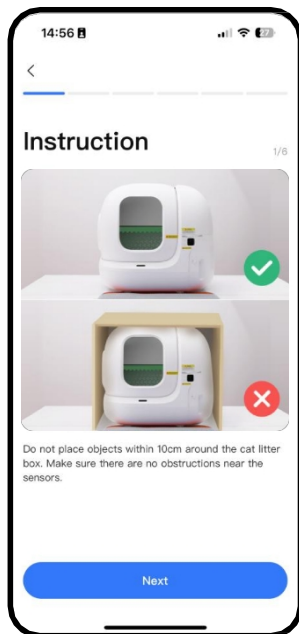 14:56
27
Instruction
1/6
Do not place objects within 10cm around the cat litter
box. Make sure there are no obstructions near the
sensors.
Next